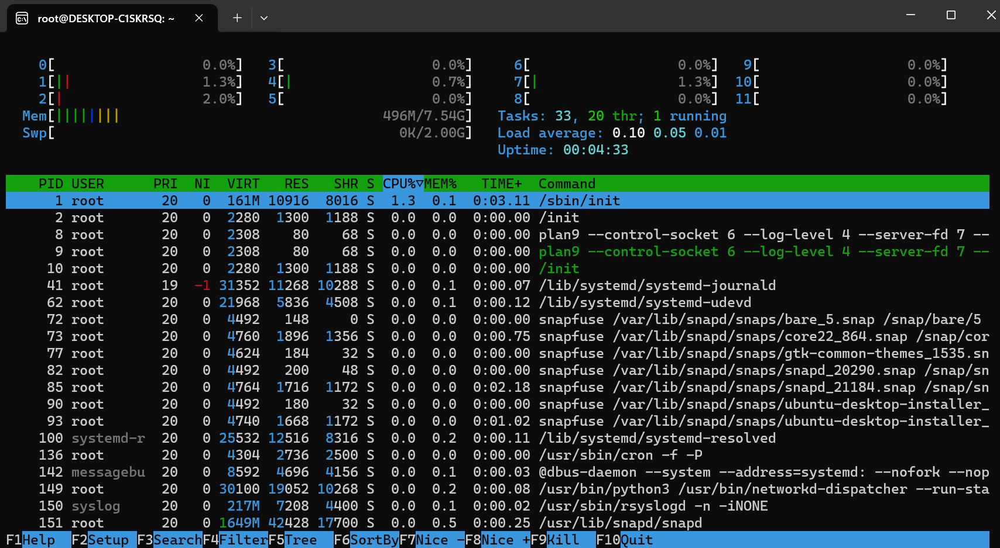 root@DESKTOP-C1SKRSQ: ~
0[ 0.0%] 3[ 0.0%] 6[ 0.0%] 9[ 0.0%]
1[|| 1.3%] 4[| 0.7%] 7[| 1.3%] 10[ 0.0%]
2[| 2.0%] 5[ 0.0%] 8[ 0.0%] 11[ 0.0%]
Mem[|||||||| 496M/7.54G] Tasks: 33, 20 thr; 1 running
Swp[ 0K/2.00G] Load average: 0.10 0.05 0.01
Uptime: 00:04:33
PID USER PRI NI VIRT RES SHR S CPU%▽MEM% TIME+ Command
1 root 20 0 161M 10916 8016 S 1.3 0.1 0:03.11 /sbin/init
2 root 20 0 2280 1300 1188 S 0.0 0.0 0:00.00 /init
8 root 20 0 2308 80 68 S 0.0 0.0 0:00.00 plan9 --control-socket 6 --log-level 4 --server-fd 7 --
9 root 20 0 2308 80 68 S 0.0 0.0 0:00.00 plan9 --control-socket 6 --log-level 4 --server-fd 7 --
10 root 20 0 2280 1300 1188 S 0.0 0.0 0:00.00 /init
41 root 19 -1 31352 11268 10288 S 0.0 0.1 0:00.07 /lib/systemd/systemd-journald
62 root 20 0 21968 5836 4508 S 0.0 0.1 0:00.12 /lib/systemd/systemd-udevd
72 root 20 0 4492 148 0 S 0.0 0.0 0:00.00 snapfuse /var/lib/snapd/snaps/bare_5.snap /snap/bare/5
73 root 20 0 4760 1896 1356 S 0.0 0.0 0:00.75 snapfuse /var/lib/snapd/snaps/core22_864.snap /snap/cor
77 root 20 0 4624 184 32 S 0.0 0.0 0:00.00 snapfuse /var/lib/snapd/snaps/gtk-common-themes_1535.sn
82 root 20 0 4492 200 48 S 0.0 0.0 0:00.00 snapfuse /var/lib/snapd/snaps/snapd_20290.snap /snap/sn
85 root 20 0 4764 1716 1172 S 0.0 0.0 0:02.18 snapfuse /var/lib/snapd/snaps/snapd_21184.snap /snap/sn
90 root 20 0 4492 180 32 S 0.0 0.0 0:00.00 snapfuse /var/lib/snapd/snaps/ubuntu-desktop-installer_
93 root 20 0 4740 1668 1172 S 0.0 0.0 0:01.02 snapfuse /var/lib/snapd/snaps/ubuntu-desktop-installer_
100 systemd-r 20 0 25532 12516 8316 S 0.0 0.2 0:00.11 /lib/systemd/systemd-resolved
136 root 20 0 4304 2736 2500 S 0.0 0.0 0:00.00 /usr/sbin/cron -f -P
142 messagebu 20 0 8592 4696 4156 S 0.0 0.1 0:00.03 @dbus-daemon --system --address=systemd: --nofork --nop
149 root 20 0 30100 19052 10268 S 0.0 0.2 0:00.08 /usr/bin/python3 /usr/bin/networkd-dispatcher --run-sta
150 syslog 20 0 217M 7208 4400 S 0.0 0.1 0:00.02 /usr/sbin/rsyslogd -n -iNONE
151 root 20 0 1649M 42428 17700 S 0.0 0.5 0:00.25 /usr/lib/snapd/snapd
F1Help F2Setup F3SearchF4FilterF5Tree F6SortByF7Nice -F8Nice +F9Kill F10Quit